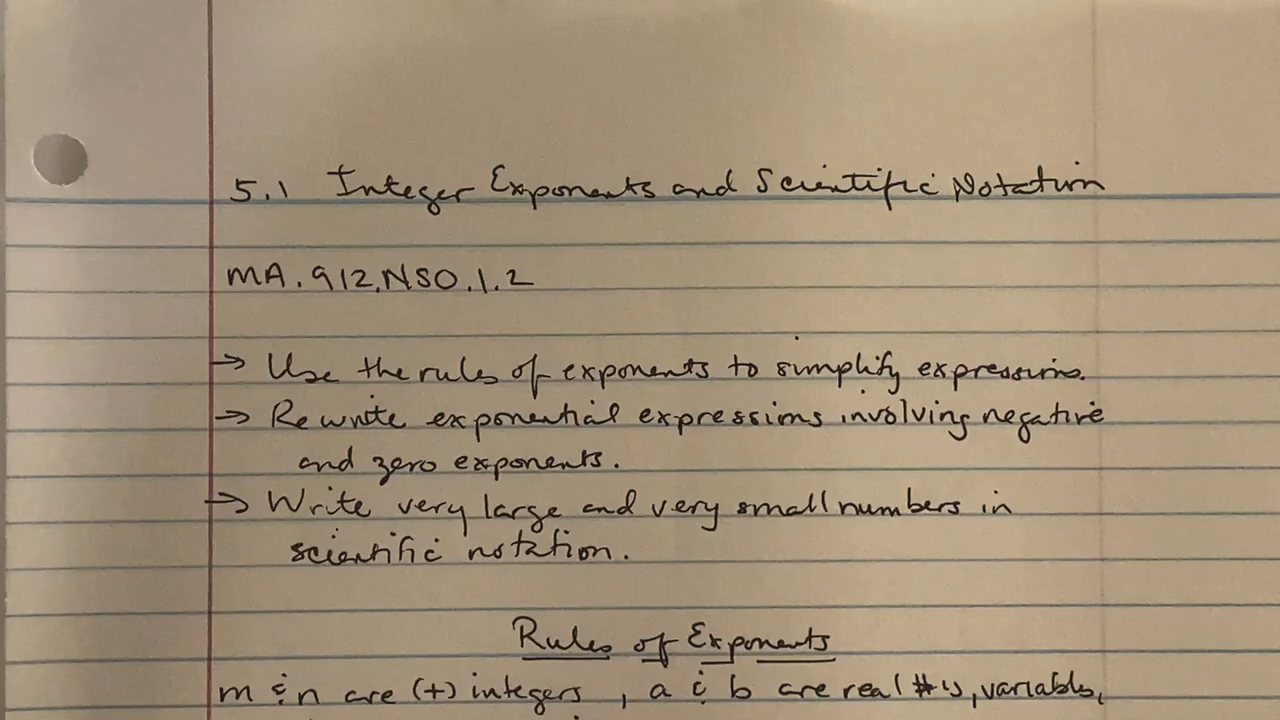 5.1 Integer Exponents and Scientific Notation
MA.912.NSO.1.2
→ Use the rules of exponents to simplify expressions.
→ Rewrite exponential expressions involving negative
and zero exponents.
→ Write very large and very small numbers in
scientific notation.
Rules of Exponents
m & n are (+) integers, a & b are real #'s, variables,